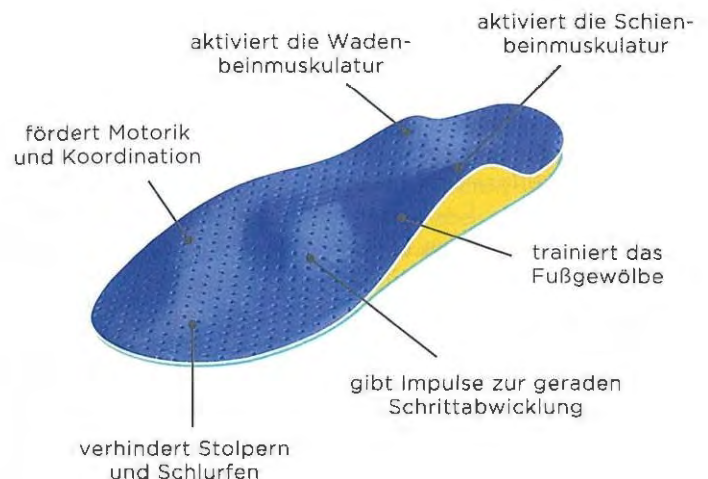 aktiviert die Waden-
beinmuskulatur
aktiviert die Schien-
beinmuskulatur
fördert Motorik
und Koordination
trainiert das
Fußgewölbe
gibt Impulse zur geraden
Schrittabwicklung
verhindert Stolpern
und Schlurfen